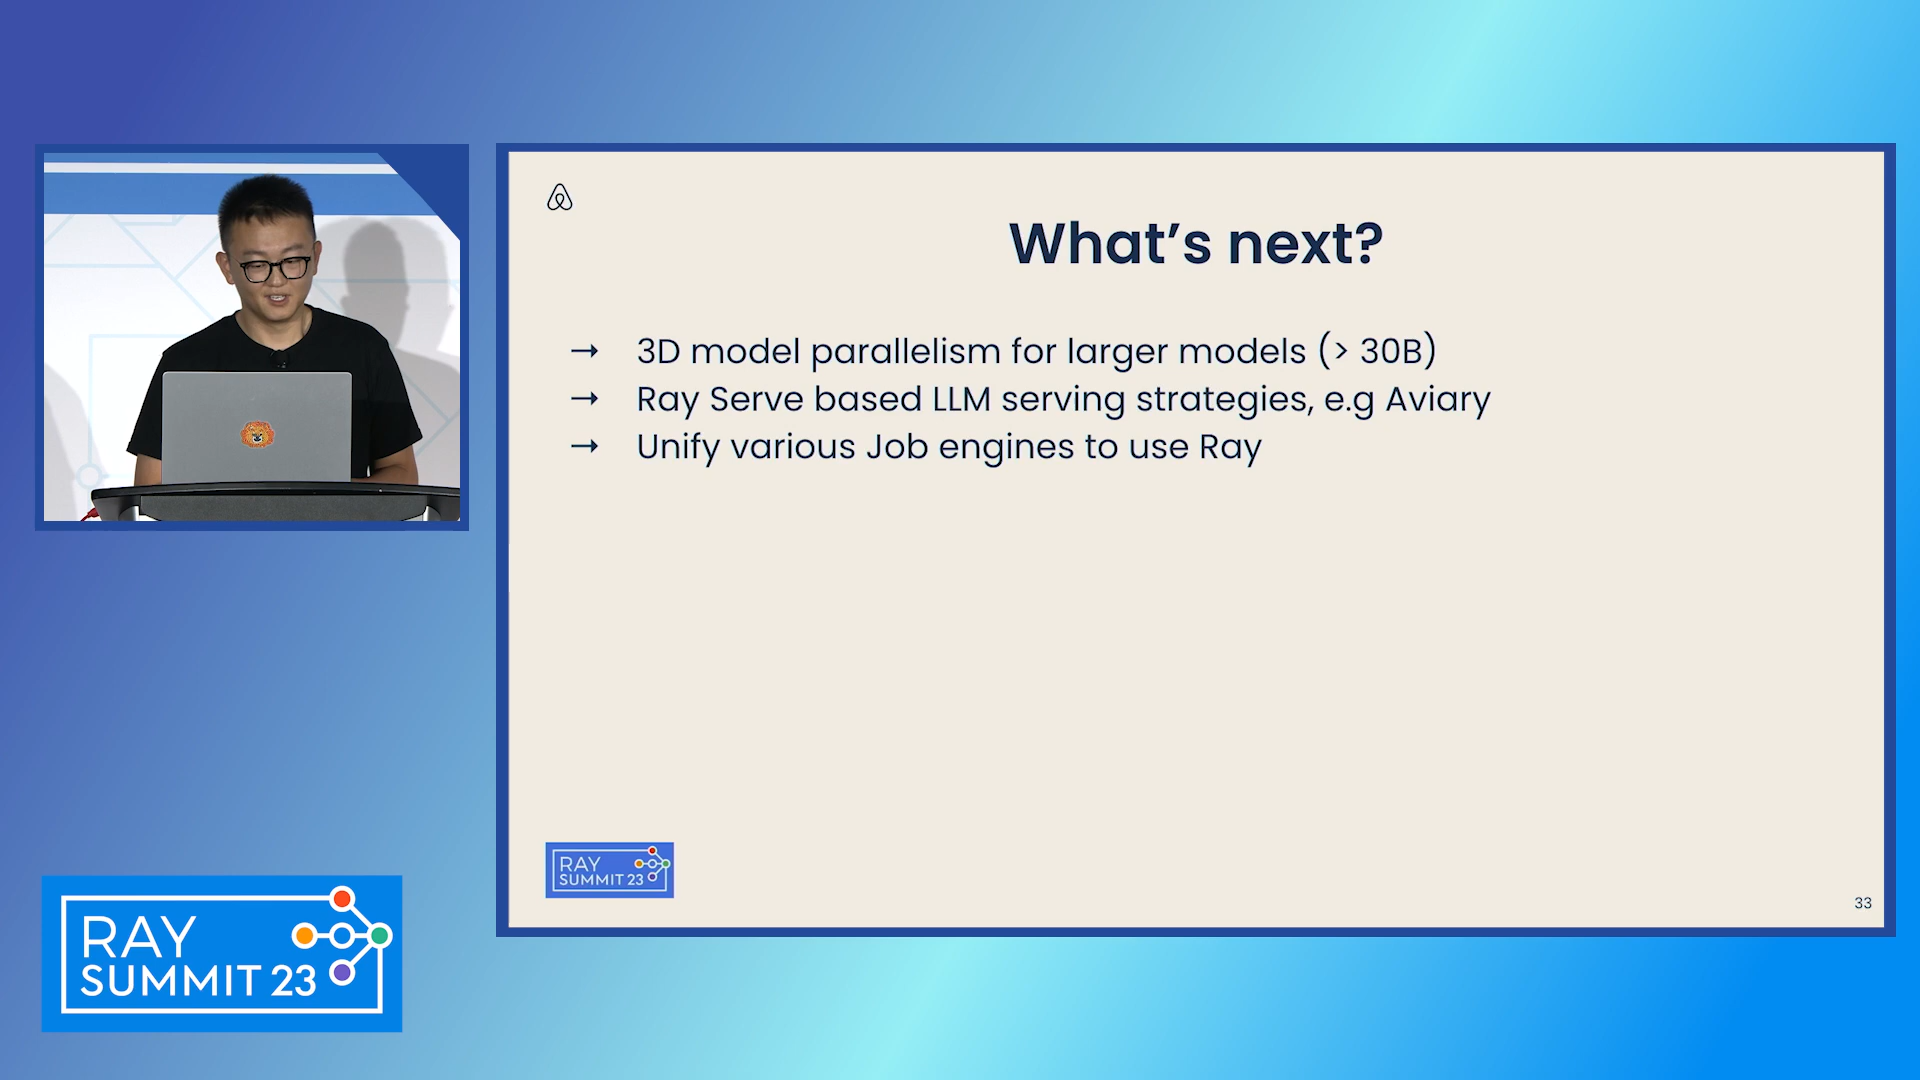 What's next?
→ 3D model parallelism for larger models (> 30B)
→ Ray Serve based LLM serving strategies, e.g Aviary
→ Unify various Job engines to use Ray
RAY
SUMMIT 23
33
RAY
SUMMIT 23